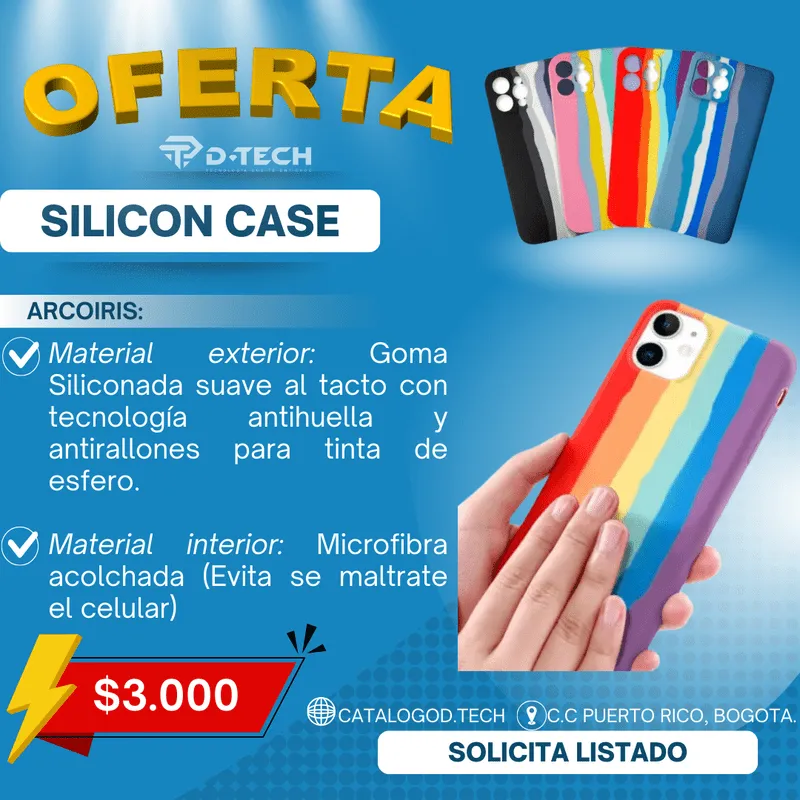 OFERTA
D-TECH
SILICON CASE
ARCOIRIS:
Material exterior: Goma
Siliconada suave al tacto con
tecnología antihuella y
antirallones para tinta de
esfero.
Material interior: Microfibra
acolchada (Evita se maltrate
el celular)
$3.000
CATALOGOD.TECH C.C PUERTO RICO, BOGOTA.
SOLICITA LISTADO